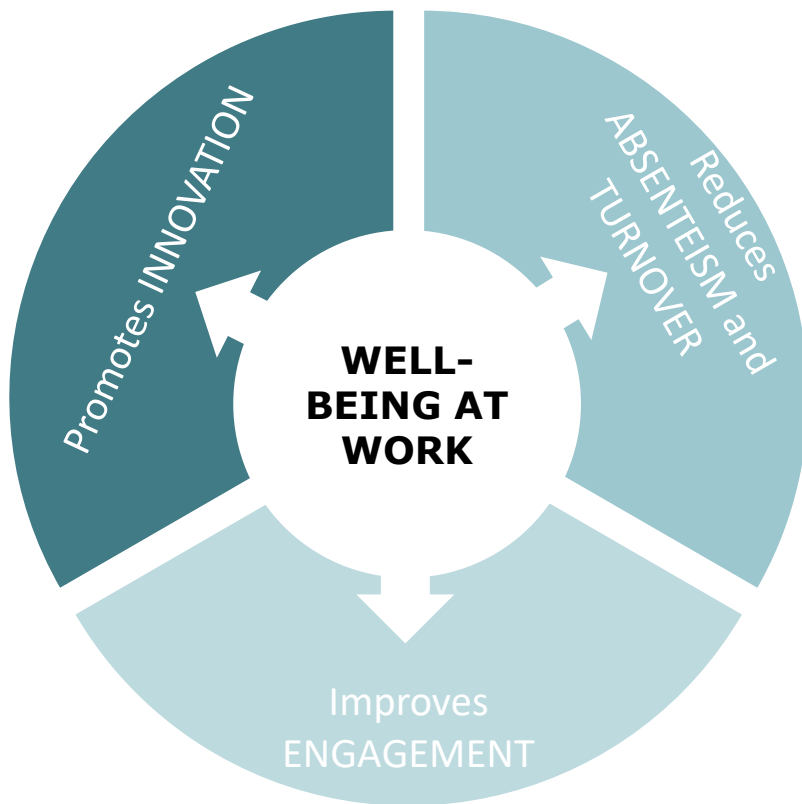 Promotes INNOVATION
Reduces
ABSENTEISM and
TURNOVER
WELL-
BEING AT
WORK
Improves
ENGAGEMENT